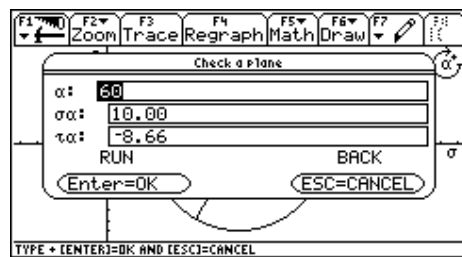 F1 F2 Zoom F3 Trace F4 Regraph F5 Math F6 Draw F7
Check a plane
α: 60
σα: 10.00
τα: -8.66
RUN BACK
Enter=OK ESC=CANCEL
σ
TYPE + [ENTER]=OK AND [ESC]=CANCEL